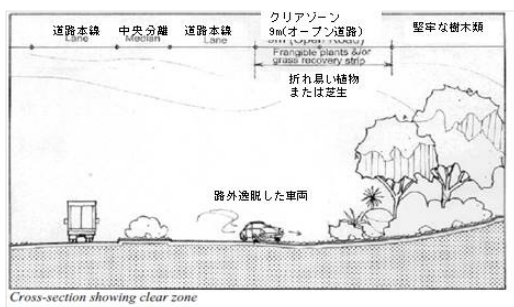 道路本線
Lane
中央分離
Median
道路本線
Lane
クリアゾーン
9m(オープン道路)
Frangible plants &/or
grass recovery strip
折れ易い植物
または芝生
堅牢な樹木類
路外逸脱した車両
Cross-section showing clear zone